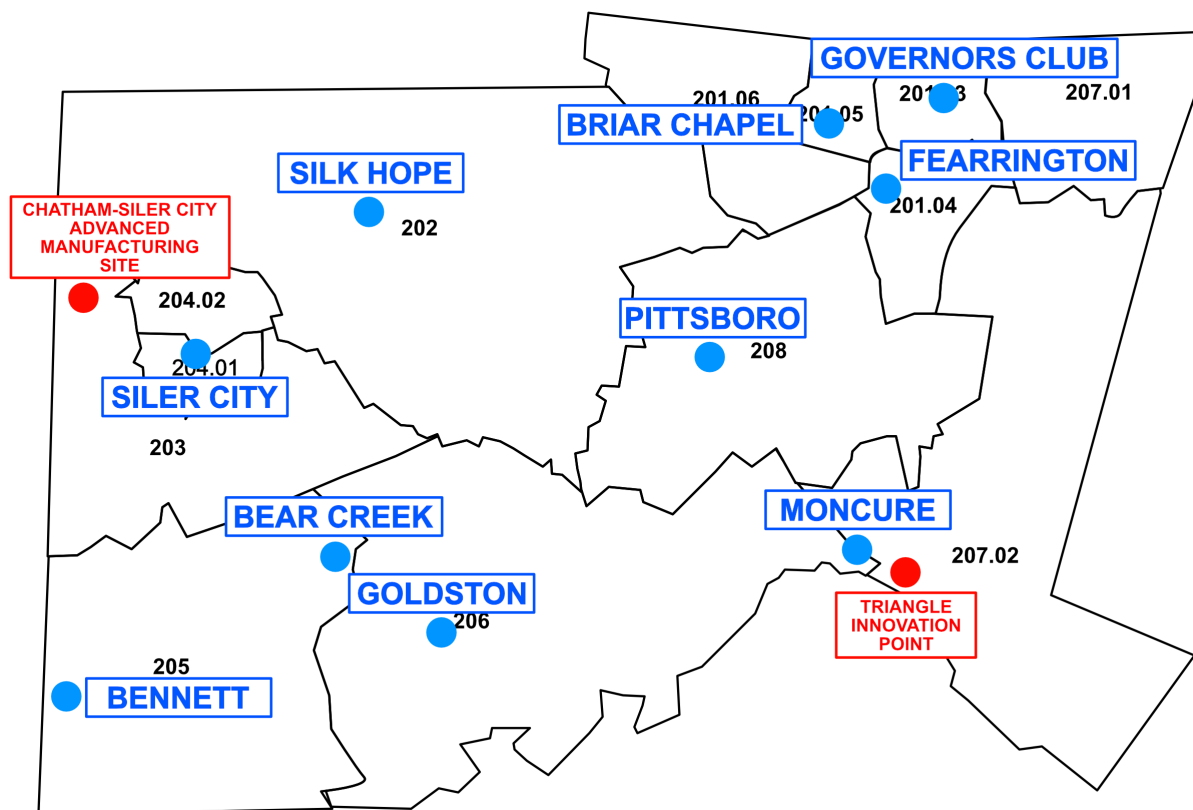 GOVERNORS CLUB
201.06
201.03
207.01
201.05
BRIAR CHAPEL
FEARRINGTON
SILK HOPE
201.04
CHATHAM-SILER CITY
ADVANCED
MANUFACTURING
SITE
202
204.02
PITTSBORO
208
204.01
SILER CITY
203
BEAR CREEK
MONCURE
207.02
GOLDSTON
206
TRIANGLE
INNOVATION
POINT
205
BENNETT